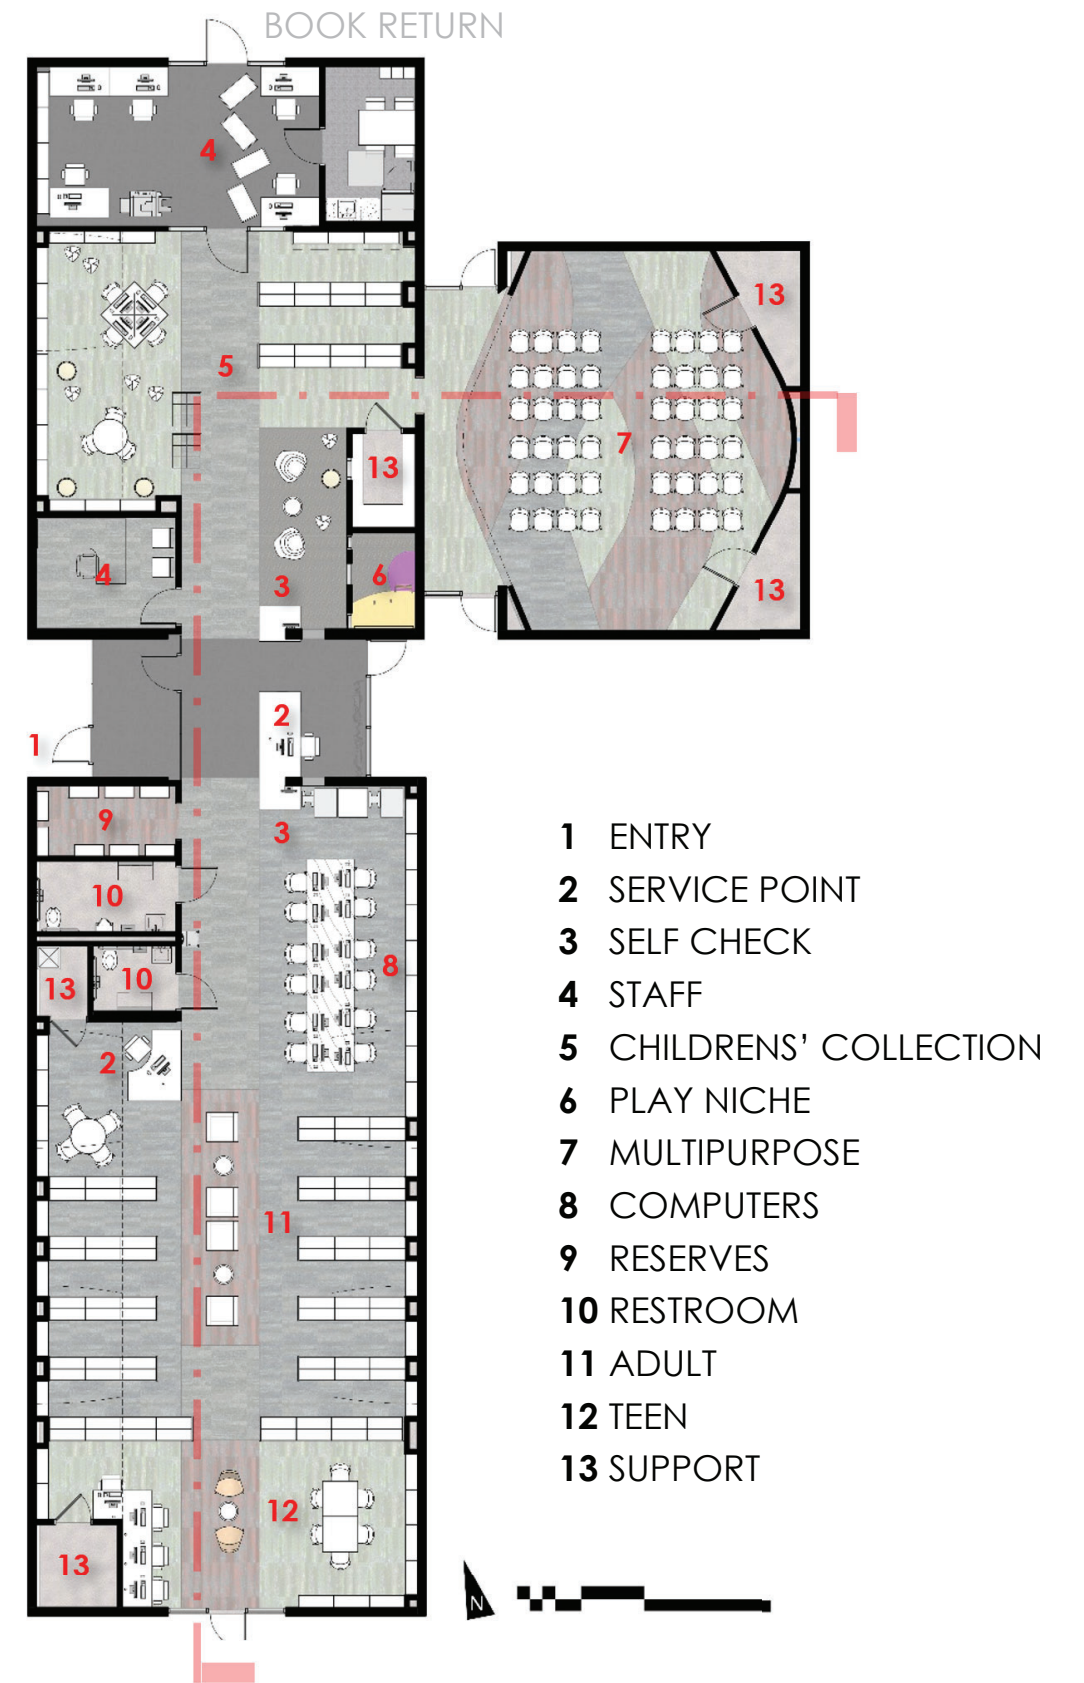 BOOK RETURN
4
13
5
7
13
6
4
3
13
2
1
9
3
10
8
10
13
2
11
12
13
1 ENTRY
2 SERVICE POINT
3 SELF CHECK
4 STAFF
5 CHILDRENS’ COLLECTION
6 PLAY NICHE
7 MULTIPURPOSE
8 COMPUTERS
9 RESERVES
10 RESTROOM
11 ADULT
12 TEEN
13 SUPPORT
N